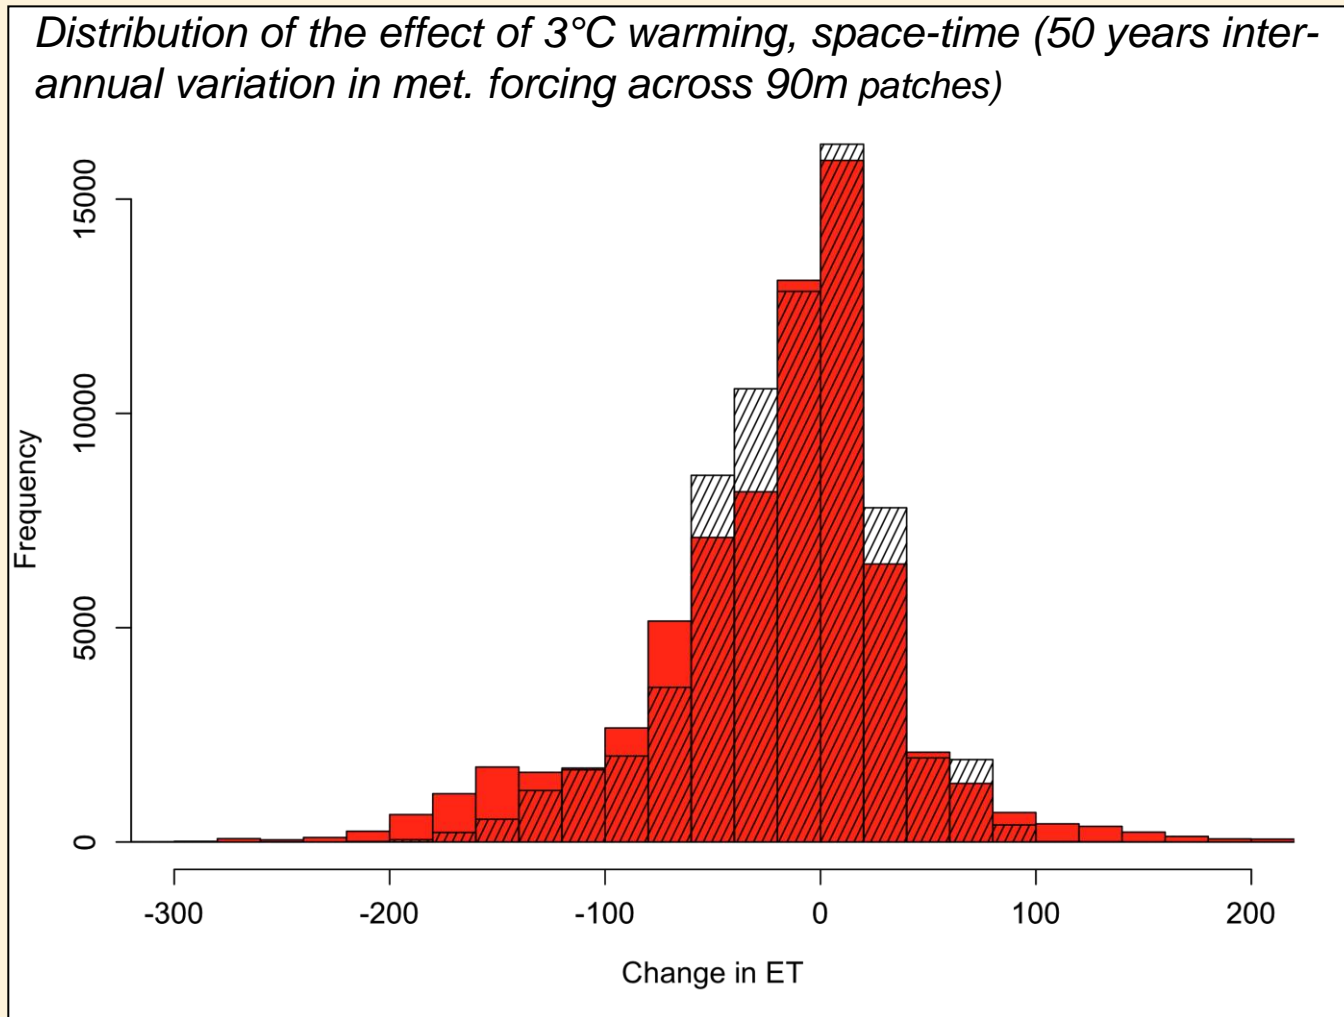 Distribution of the effect of 3°C warming, space-time (50 years inter-
annual variation in met. forcing across 90m patches)
15000
10000
5000
0
Frequency
-300 -200 -100 0 100 200
Change in ET